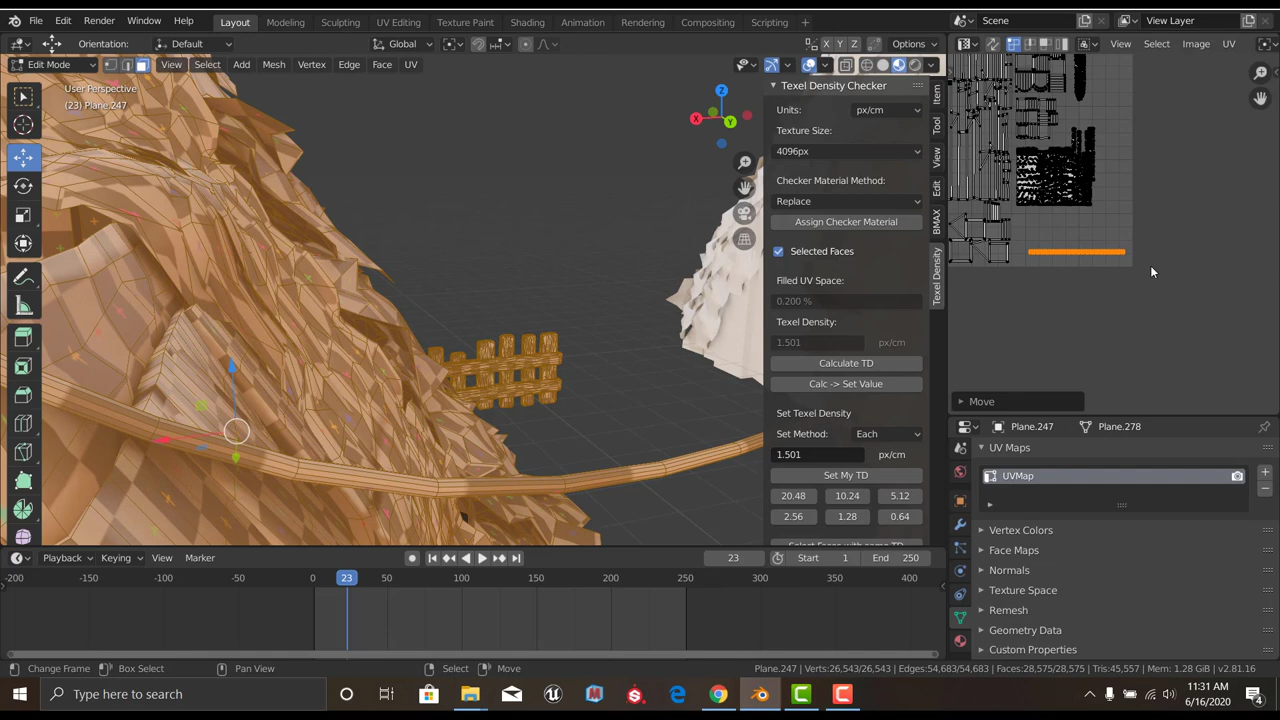 File Edit Render Window Help Layout Modeling Sculpting UV Editing Texture Paint Shading Animation Rendering Compositing Scripting + Scene View Layer
Orientation: Default Global X Y Z Options View Select Image UV
Edit Mode View Select Add Mesh Vertex Edge Face UV
User Perspective
(23) Plane.247
Z
X
Y
Texel Density Checker
Units: px/cm
Texture Size:
4096px
Checker Material Method:
Replace
Assign Checker Material
Selected Faces
Filled UV Space:
0.200 %
Texel Density:
1.501 px/cm
Calculate TD
Calc -> Set Value
Set Texel Density
Set Method: Each
1.501 px/cm
Set My TD
20.48 10.24 5.12
2.56 1.28 0.64
Select Faces with same TD
Item
Tool
View
Edit
BMAX
Texel Density
Move
Plane.247 Plane.278
UV Maps
UVMap
Vertex Colors
Face Maps
Normals
Texture Space
Remesh
Geometry Data
Custom Properties
Playback Keying View Marker 23 Start 1 End 250
-200 -150 -100 -50 0 23 50 100 150 200 250 300 350 400
Change Frame Box Select Pan View Select Move Plane.247 | Verts:26,543/26,543 | Edges:54,683/54,683 | Faces:28,575/28,575 | Tris:45,557 | Mem: 1.28 GiB | v2.81.16
Type here to search
11:31 AM
6/16/2020
4